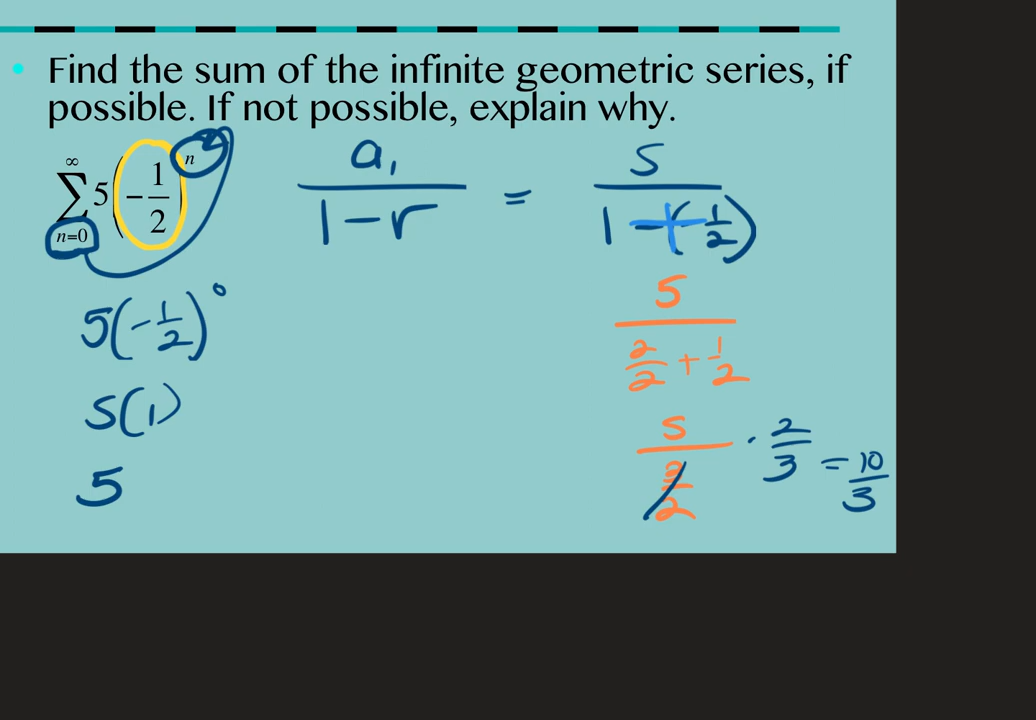 • Find the sum of the infinite geometric series, if
possible. If not possible, explain why.
∞
∑ 5(-1/2)^n
n=0
a₁/(1-r) = 5/(1-(-1/2))
5(-1/2)^0
5/(2/2 + 1/2)
5(1)
5/(3/2) · 2/3 = 10/3
5